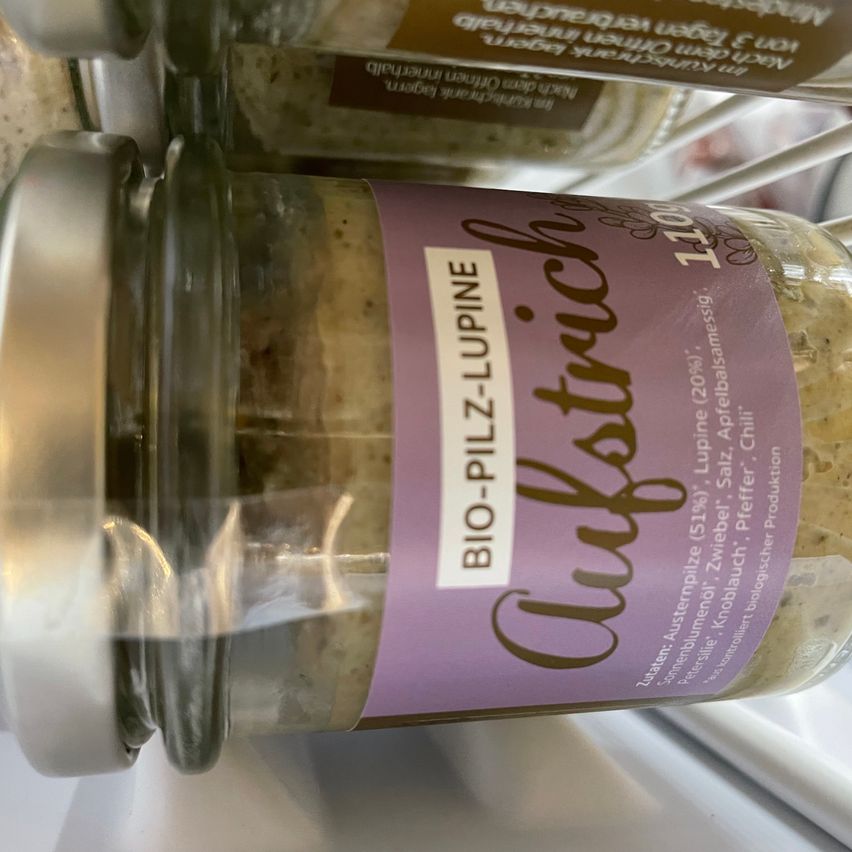 BIO-PILZ-LUPINE
Aufstrich
110
Zutaten: Austernpilze (51%)*, Lupine (20%)*,
Sonnenblumenöl*, Zwiebel*, Salz, Apfelbalsamessig*,
Petersilie*, Knoblauch*, Pfeffer*, Chili*
*aus kontrolliert biologischer Produktion
Im Kühlschrank lagern.
Nach dem Öffnen innerhalb
von 3 Tagen verbrauchen.
Im Kühlschrank lagern.
Nach dem Öffnen innerhalb